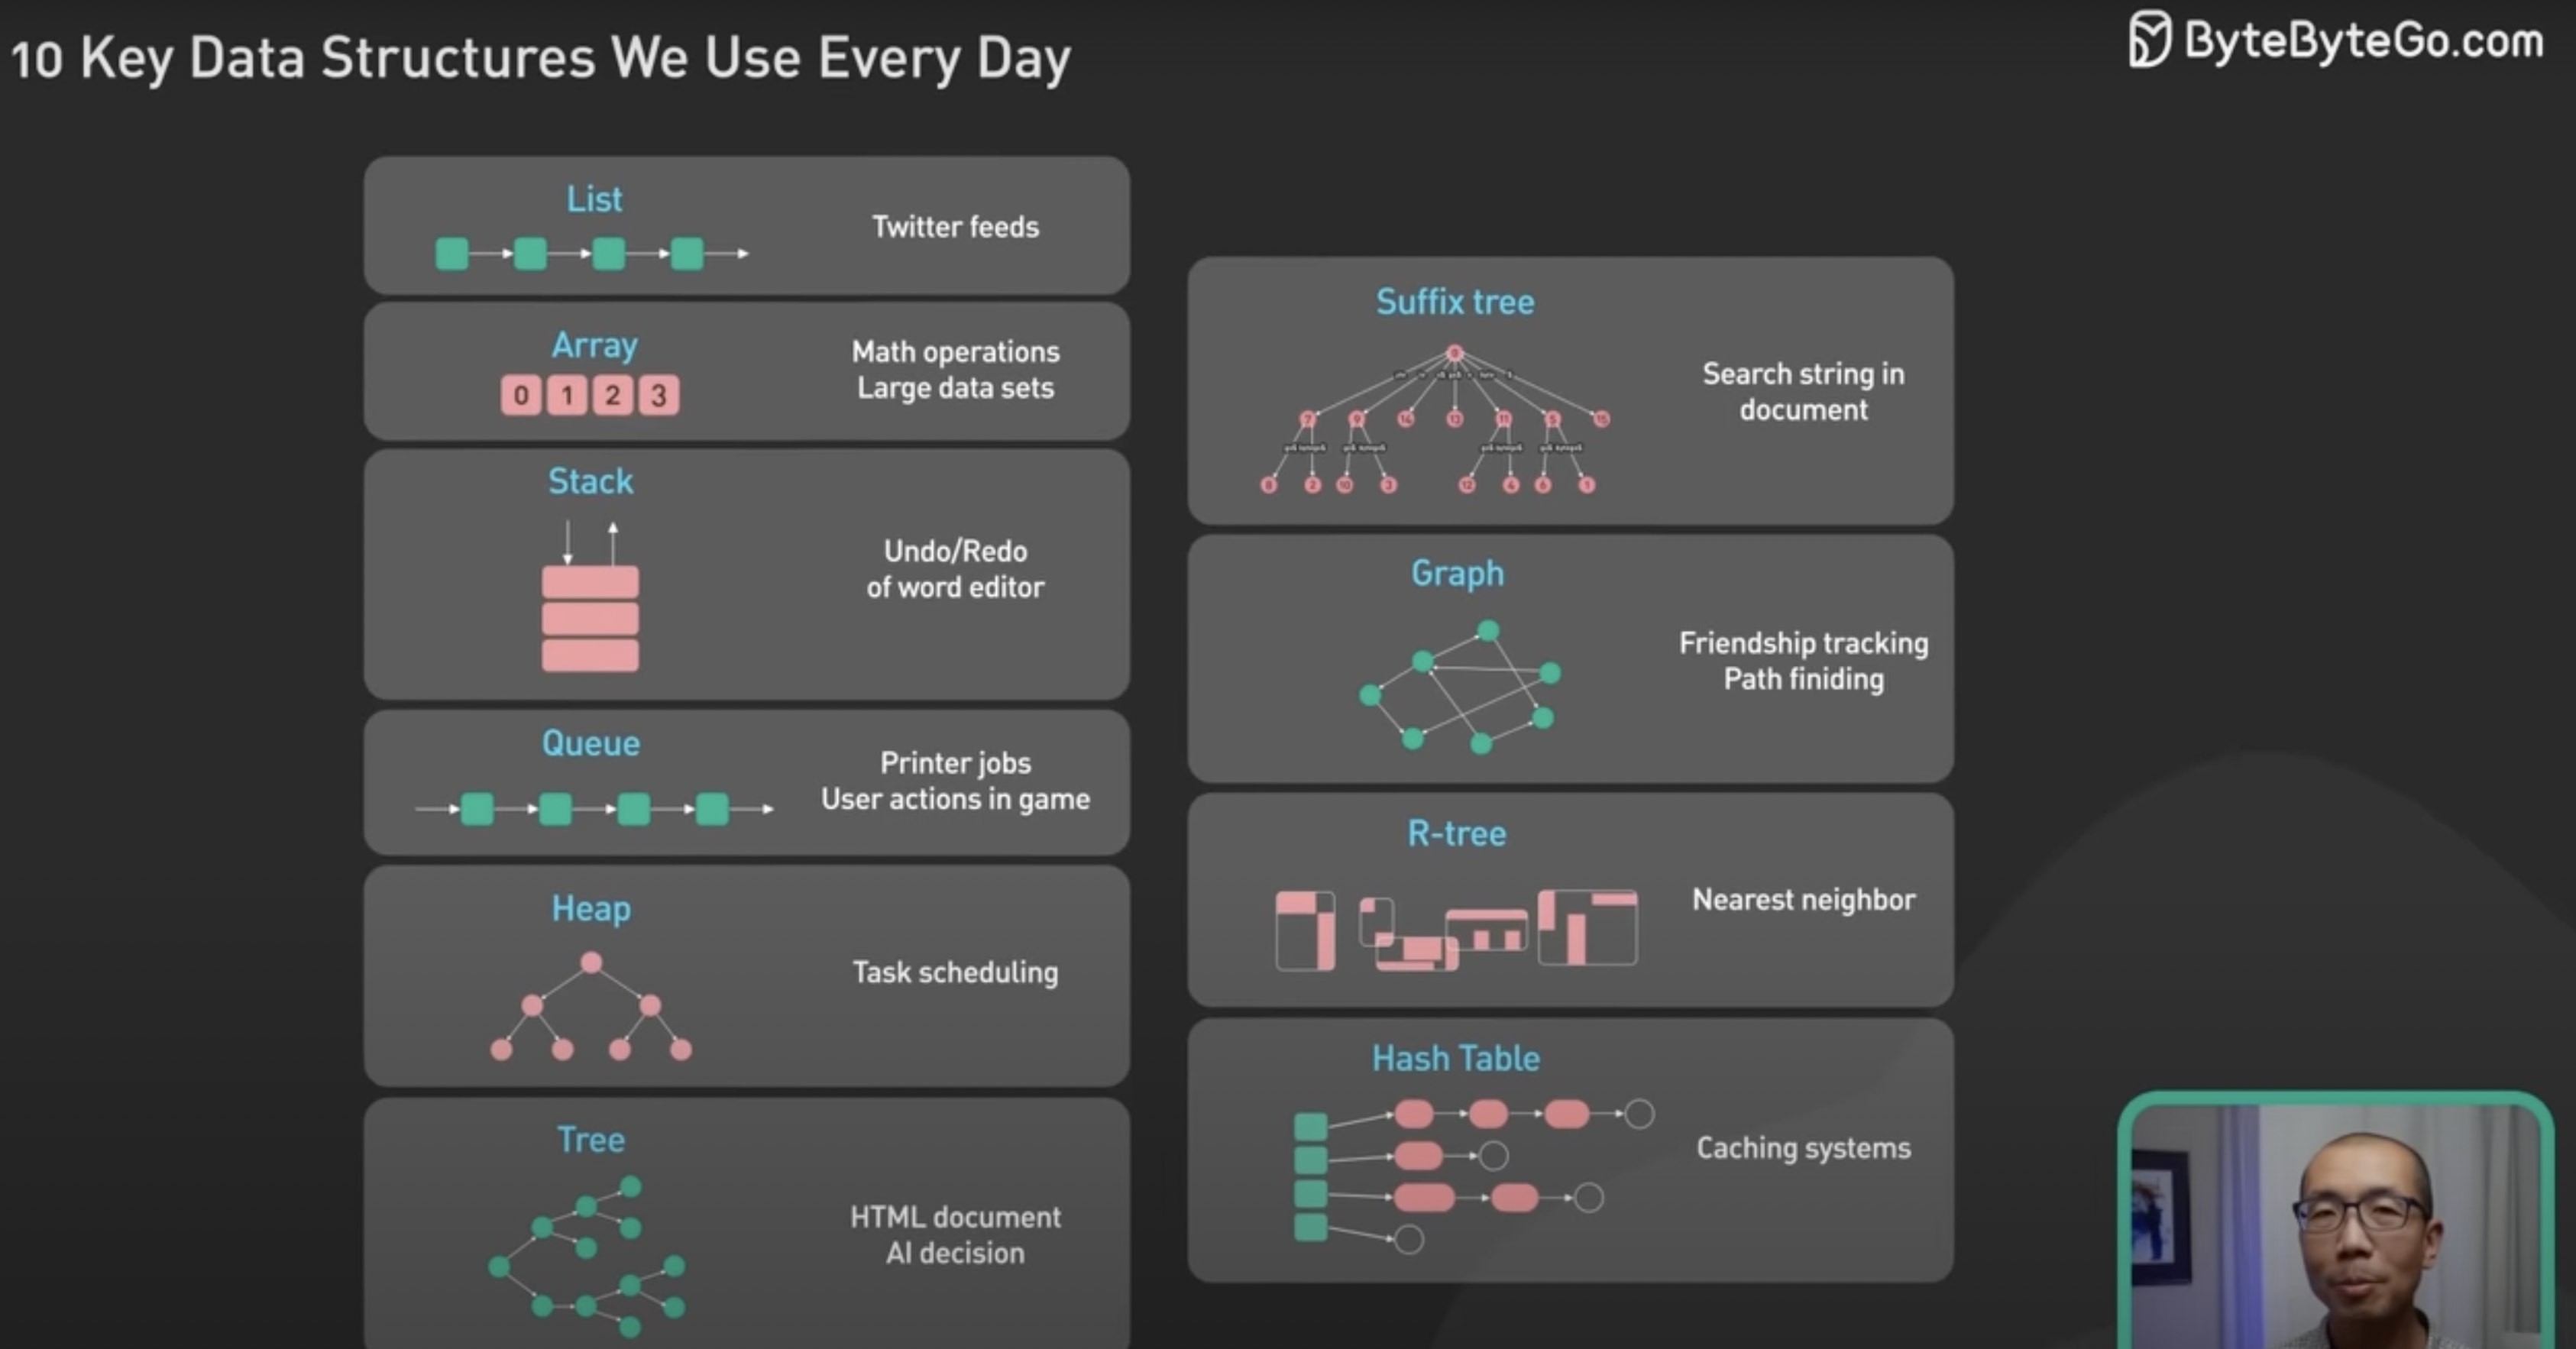 10 Key Data Structures We Use Every Day
ByteByteGo.com
List
Twitter feeds
Array
0 1 2 3
Math operations
Large data sets
Stack
Undo/Redo
of word editor
Queue
Printer jobs
User actions in game
Heap
Task scheduling
Tree
HTML document
AI decision
Suffix tree
Search string in
document
Graph
Friendship tracking
Path finiding
R-tree
Nearest neighbor
Hash Table
Caching systems